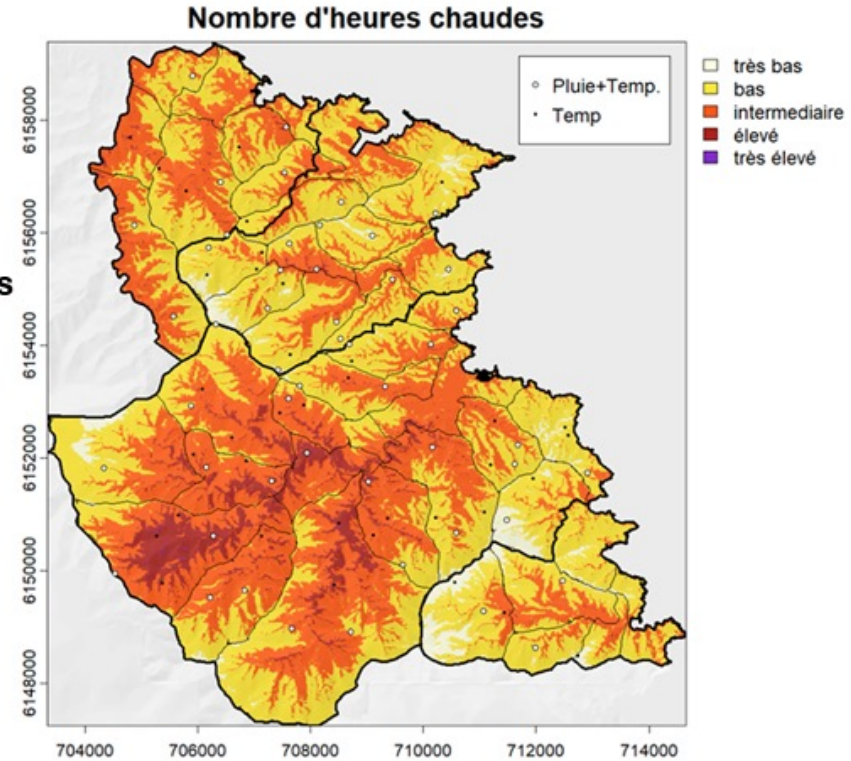 Nombre d'heures chaudes
Pluie+Temp.
Temp
très bas
bas
intermediaire
élevé
très élevé
s
6158000
6156000
6154000
6152000
6150000
6148000
704000
706000
708000
710000
712000
714000